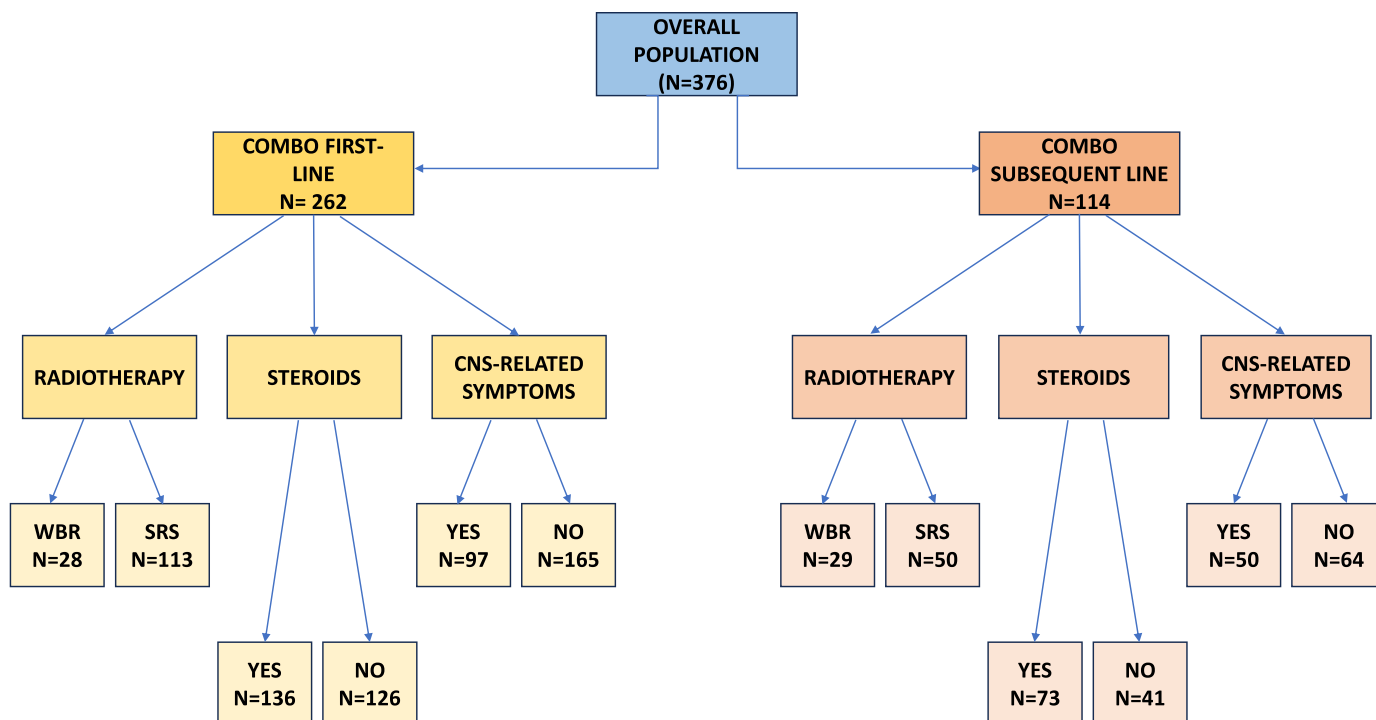 OVERALL
POPULATION
(N=376)
COMBO FIRST-
LINE
N= 262
COMBO
SUBSEQUENT LINE
N=114
RADIOTHERAPY
STEROIDS
CNS-RELATED
SYMPTOMS
RADIOTHERAPY
STEROIDS
CNS-RELATED
SYMPTOMS
WBR
N=28
SRS
N=113
YES
N=97
NO
N=165
WBR
N=29
SRS
N=50
YES
N=50
NO
N=64
YES
N=136
NO
N=126
YES
N=73
NO
N=41